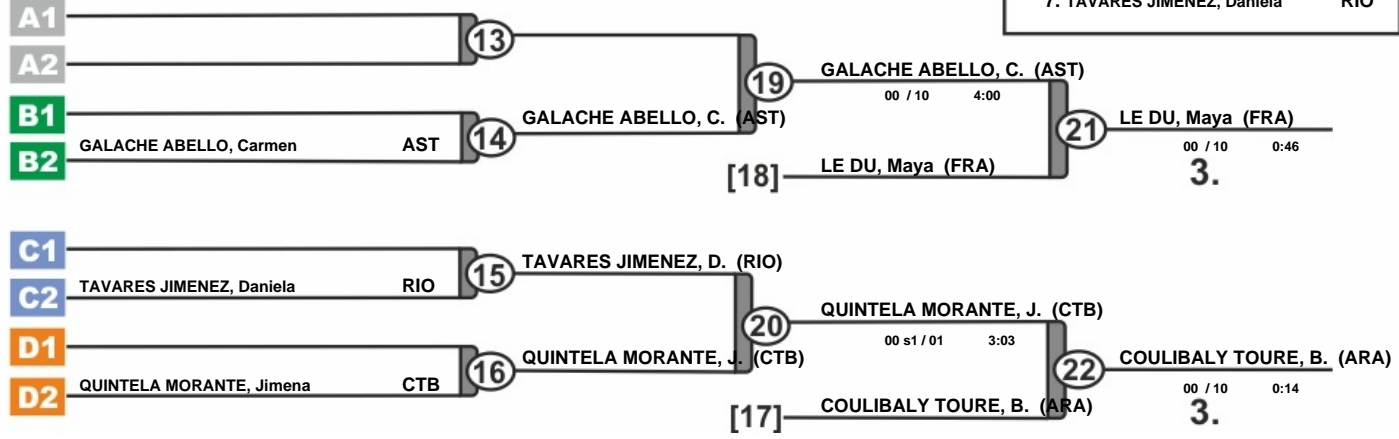 7. TAVARES JIMENEZ, Daniela RIO
A1
13
A2
19
GALACHE ABELLO, C. (AST)
00 / 10 4:00
B1
GALACHE ABELLO, C. (AST)
21
LE DU, Maya (FRA)
GALACHE ABELLO, Carmen AST
14
00 / 10 0:46
B2
[18]
LE DU, Maya (FRA)
3.
C1
15
TAVARES JIMENEZ, D. (RIO)
TAVARES JIMENEZ, Daniela RIO
C2
QUINTELA MORANTE, J. (CTB)
20
00 s1 / 01 3:03
D1
QUINTELA MORANTE, J. (CTB)
22
COULIBALY TOURE, B. (ARA)
16
QUINTELA MORANTE, Jimena CTB
00 / 10 0:14
D2
[17]
COULIBALY TOURE, B. (ARA)
3.